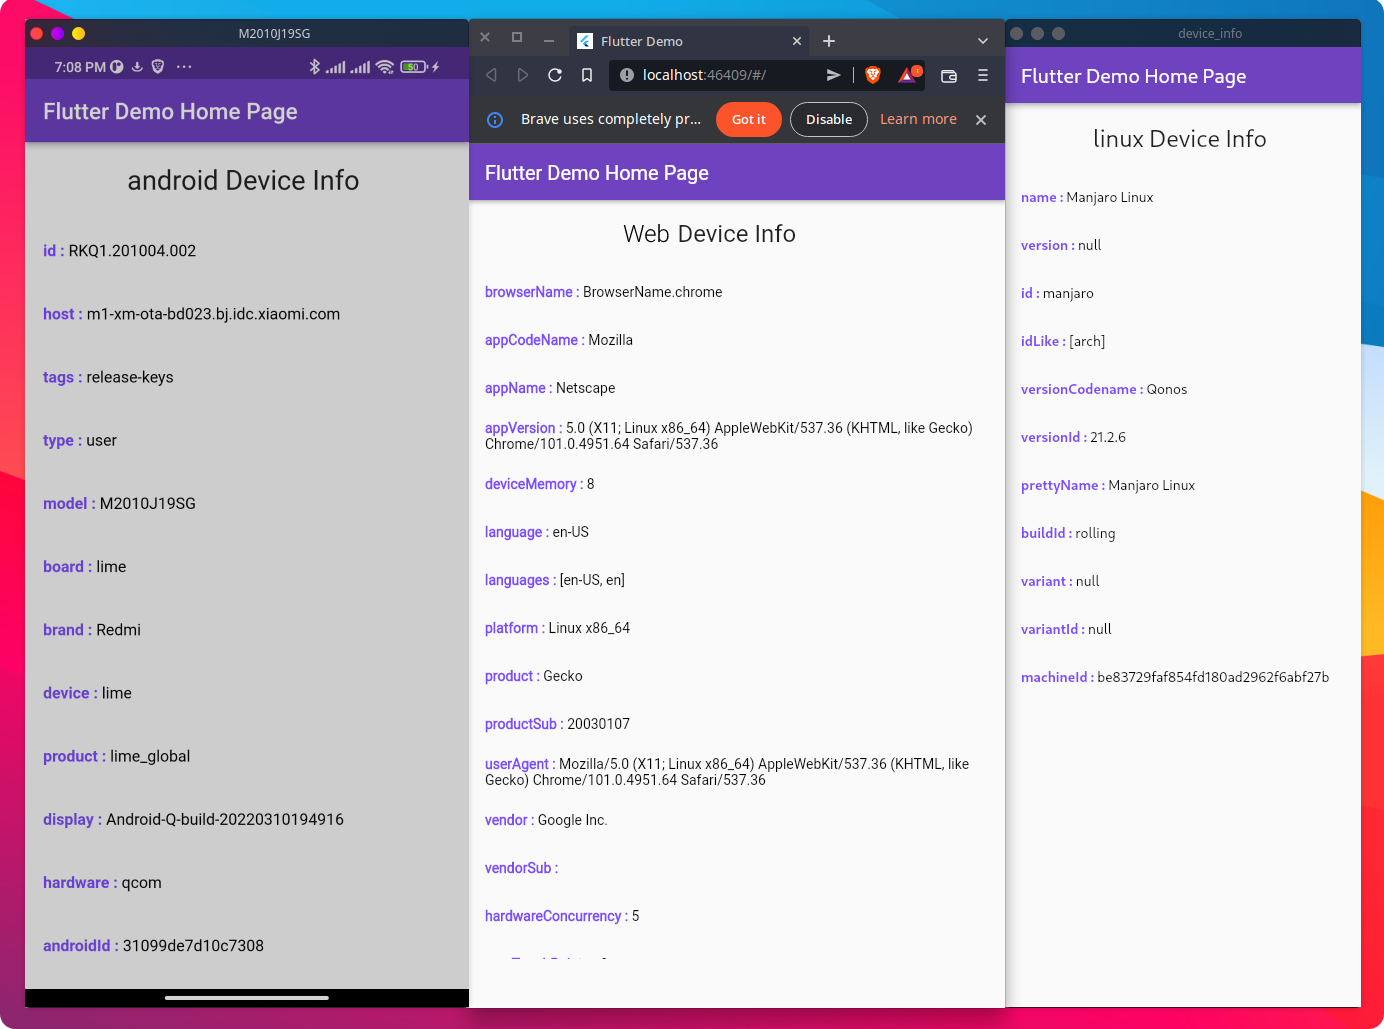 M2010J19SG
7:08 PM
50
Flutter Demo Home Page
android Device Info
id : RKQ1.201004.002
host : m1-xm-ota-bd023.bj.idc.xiaomi.com
tags : release-keys
type : user
model : M2010J19SG
board : lime
brand : Redmi
device : lime
product : lime_global
display : Android-Q-build-20220310194916
hardware : qcom
androidId : 31099de7d10c7308
Flutter Demo
localhost:46409/#/
Brave uses completely pr... Got it Disable Learn more
Flutter Demo Home Page
Web Device Info
browserName : BrowserName.chrome
appCodeName : Mozilla
appName : Netscape
appVersion : 5.0 (X11; Linux x86_64) AppleWebKit/537.36 (KHTML, like Gecko)
Chrome/101.0.4951.64 Safari/537.36
deviceMemory : 8
language : en-US
languages : [en-US, en]
platform : Linux x86_64
product : Gecko
productSub : 20030107
userAgent : Mozilla/5.0 (X11; Linux x86_64) AppleWebKit/537.36 (KHTML, like
Gecko) Chrome/101.0.4951.64 Safari/537.36
vendor : Google Inc.
vendorSub :
hardwareConcurrency : 5
device_info
Flutter Demo Home Page
linux Device Info
name : Manjaro Linux
version : null
id : manjaro
idLike : [arch]
versionCodename : Qonos
versionId : 21.2.6
prettyName : Manjaro Linux
buildId : rolling
variant : null
variantId : null
machineId : be83729faf854fd180ad2962f6abf27b